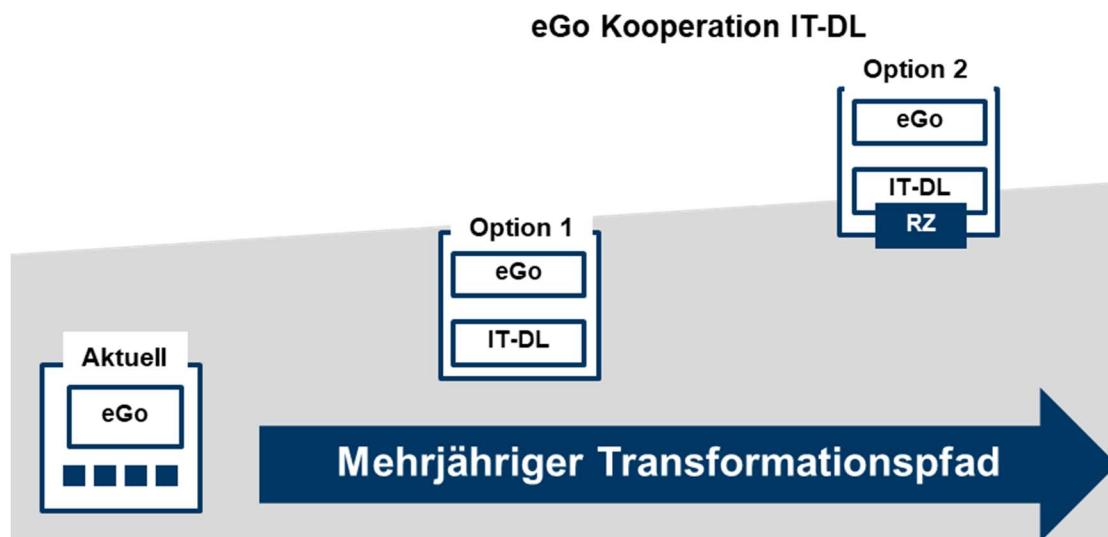 eGo Kooperation IT-DL
Option 2
eGo
IT-DL
RZ
Option 1
eGo
IT-DL
Aktuell
eGo
Mehrjähriger Transformationspfad